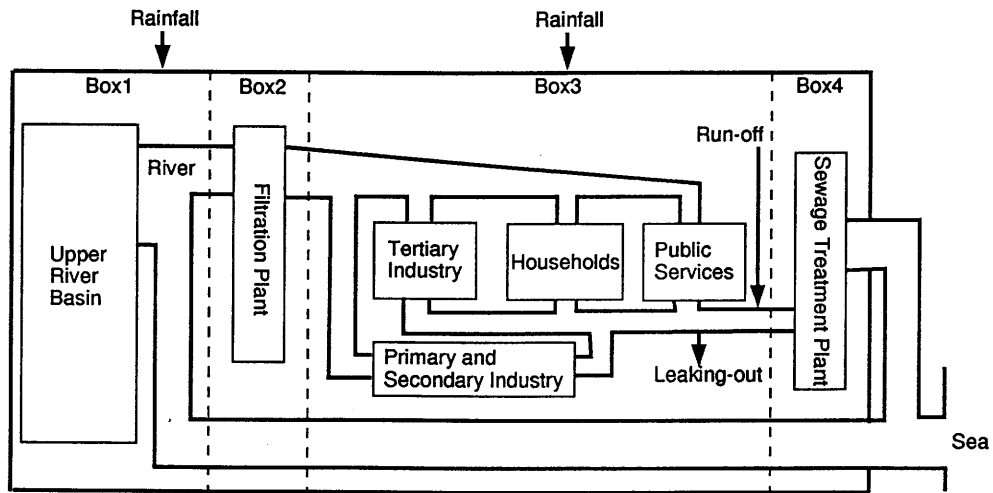 Rainfall
Rainfall
Box1
Box2
Box3
Box4
Run-off
River
Filtration Plant
Sewage Treatment Plant
Upper
River
Basin
Tertiary
Industry
Households
Public
Services
Primary and
Secondary Industry
Leaking-out
Sea